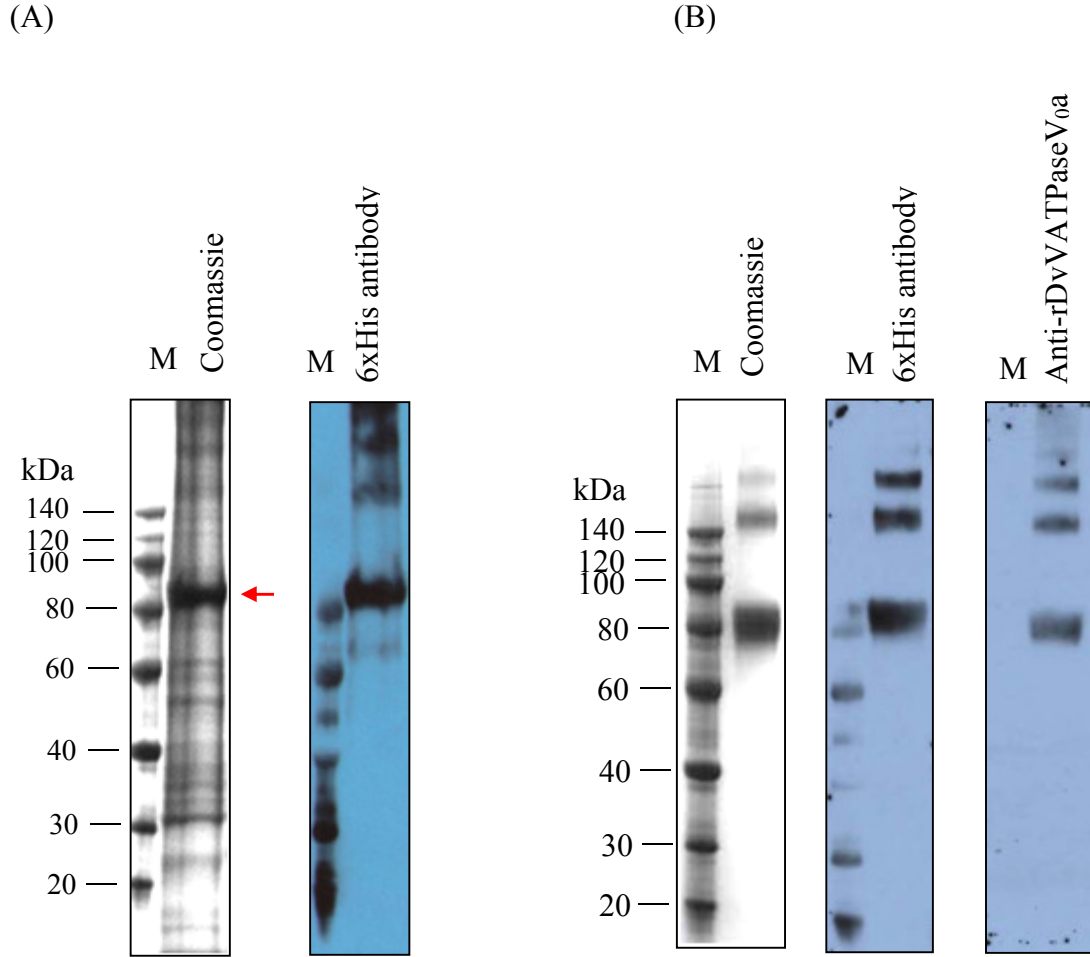 (A)
M
Coomassie
M
6xHis antibody
kDa
140
120
100
80
60
40
30
20
(B)
M
Coomassie
M
6xHis antibody
M
Anti-rDvVATPaseV₀a
kDa
140
120
100
80
60
40
30
20